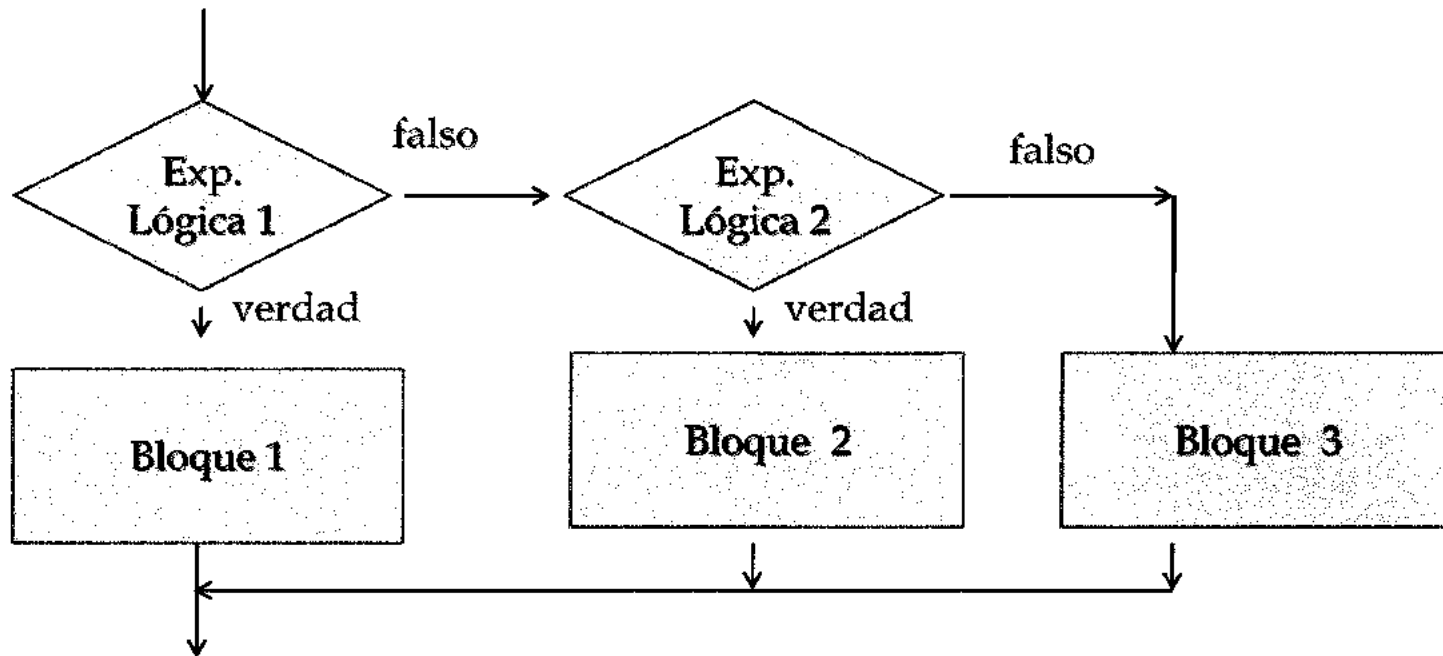 Exp.
Lógica 1
falso
Exp.
Lógica 2
falso
verdad
verdad
Bloque 1
Bloque 2
Bloque 3